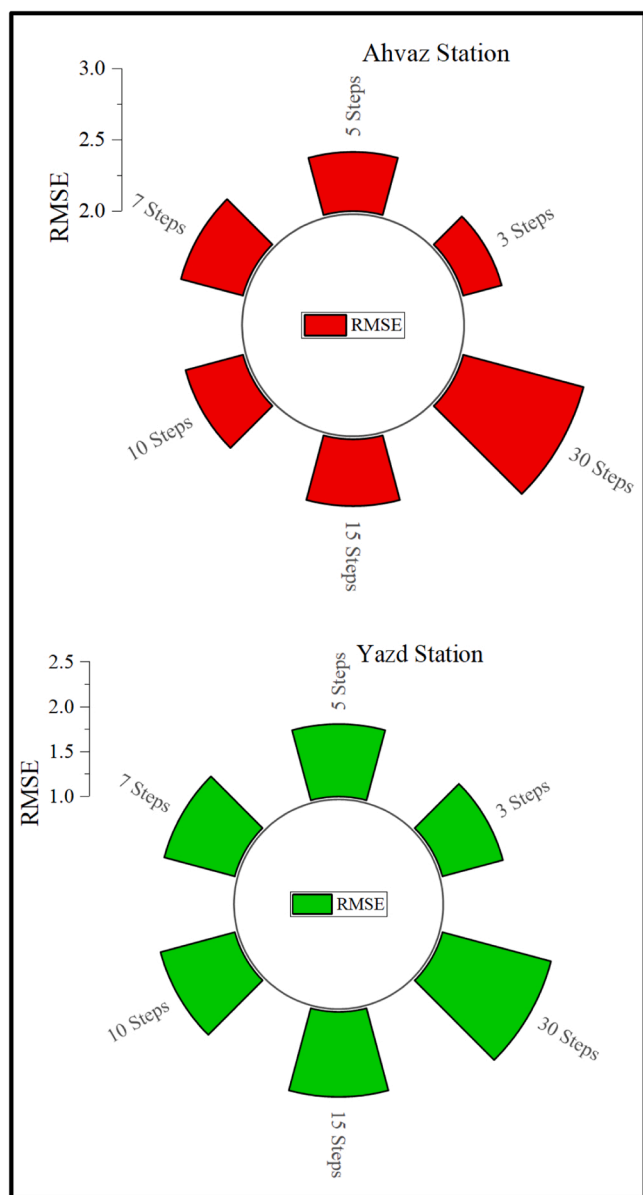 Ahvaz Station
3.0
2.5
2.0
RMSE
5 Steps
7 Steps
3 Steps
RMSE
10 Steps
30 Steps
15 Steps
Yazd Station
2.5
2.0
1.5
1.0
RMSE
5 Steps
7 Steps
3 Steps
RMSE
10 Steps
30 Steps
15 Steps